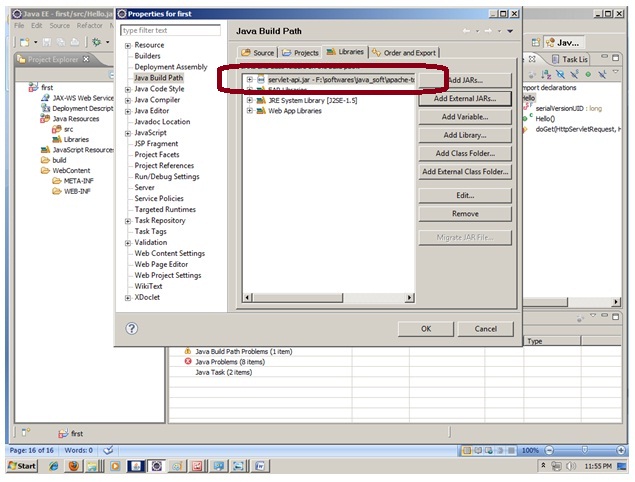 Java EE - first/src/Hello.ja
Properties for first
File Edit
Project Explorer
first
JAX-WS Web Service
Deployment Descript
Java Resources
src
Libraries
JavaScript Resources
build
WebContent
META-INF
WEB-INF
type filter text
Resource
Builders
Deployment Assembly
Java Build Path
Java Code Style
Java Compiler
Java Editor
Javadoc Location
JavaScript
JSP Fragment
Project Facets
Project References
Run/Debug Settings
Server
Service Policies
Targeted Runtimes
Task Repository
Task Tags
Validation
Web Content Settings
Web Page Editor
Web Project Settings
WikiText
XDoclet
Java Build Path
Source Projects Libraries Order and Export
servlet-api.jar - F:\softwares\java_soft\apache-t
EAR Libraries
JRE System Library [J2SE-1.5]
Web App Libraries
Add JARs...
Add External JARs...
Add Variable...
Add Library...
Add Class Folder...
Add External Class Folder...
Edit...
Remove
Migrate JAR File...
OK Cancel
Java...
Task Lis
import declarations
Hello
serialVersionUID : long
Hello()
doGet(HttpServletRequest, H
Type
Java Build Path Problems (1 item)
Java Problems (8 items)
Java Task (2 items)
first
Page: 16 of 16 Words: 0 100%
Start 11:55 PM